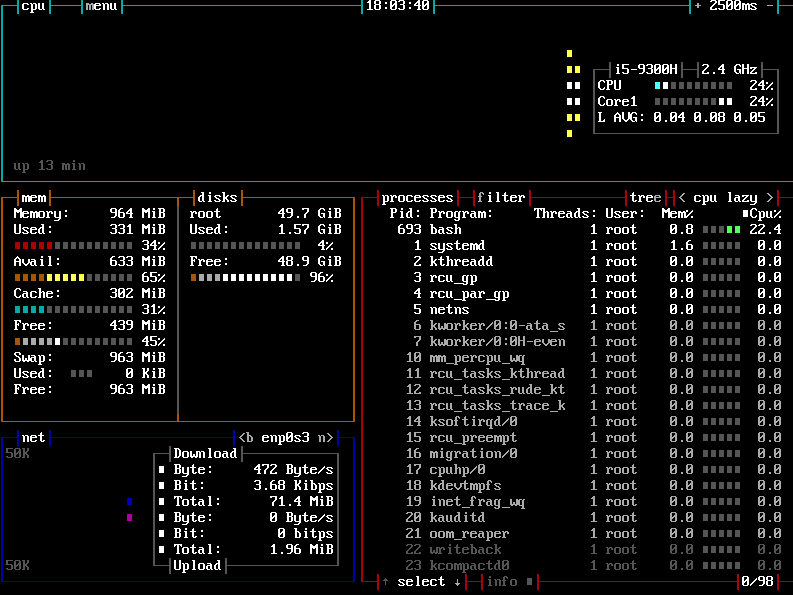 cpu menu 18:03:40 + 2500ms -
i5-9300H 2.4 GHz
CPU 24%
Core1 24%
L AVG: 0.04 0.08 0.05
up 13 min
mem
Memory: 964 MiB
Used: 331 MiB
34%
Avail: 633 MiB
65%
Cache: 302 MiB
31%
Free: 439 MiB
45%
Swap: 963 MiB
Used: 0 KiB
Free: 963 MiB
disks
root 49.7 GiB
Used: 1.57 GiB
4%
Free: 48.9 GiB
96%
net <b enp0s3 n>
50K
Download
Byte: 472 Byte/s
Bit: 3.68 Kibps
Total: 71.4 MiB
Byte: 0 Byte/s
Bit: 0 bitps
Total: 1.96 MiB
50K
Upload
processes filter tree < cpu lazy >
Pid: Program: Threads: User: Mem% Cpu%
693 bash 1 root 0.8 22.4
1 systemd 1 root 1.6 0.0
2 kthreadd 1 root 0.0 0.0
3 rcu_gp 1 root 0.0 0.0
4 rcu_par_gp 1 root 0.0 0.0
5 netns 1 root 0.0 0.0
6 kworker/0:0-ata_s 1 root 0.0 0.0
7 kworker/0:0H-even 1 root 0.0 0.0
10 mm_percpu_wq 1 root 0.0 0.0
11 rcu_tasks_kthread 1 root 0.0 0.0
12 rcu_tasks_rude_kt 1 root 0.0 0.0
13 rcu_tasks_trace_k 1 root 0.0 0.0
14 ksoftirqd/0 1 root 0.0 0.0
15 rcu_preempt 1 root 0.0 0.0
16 migration/0 1 root 0.0 0.0
17 cpuhp/0 1 root 0.0 0.0
18 kdevtmpfs 1 root 0.0 0.0
19 inet_frag_wq 1 root 0.0 0.0
20 kauditd 1 root 0.0 0.0
21 oom_reaper 1 root 0.0 0.0
22 writeback 1 root 0.0 0.0
23 kcompactd0 1 root 0.0 0.0
↑ select ↓ info 0/98